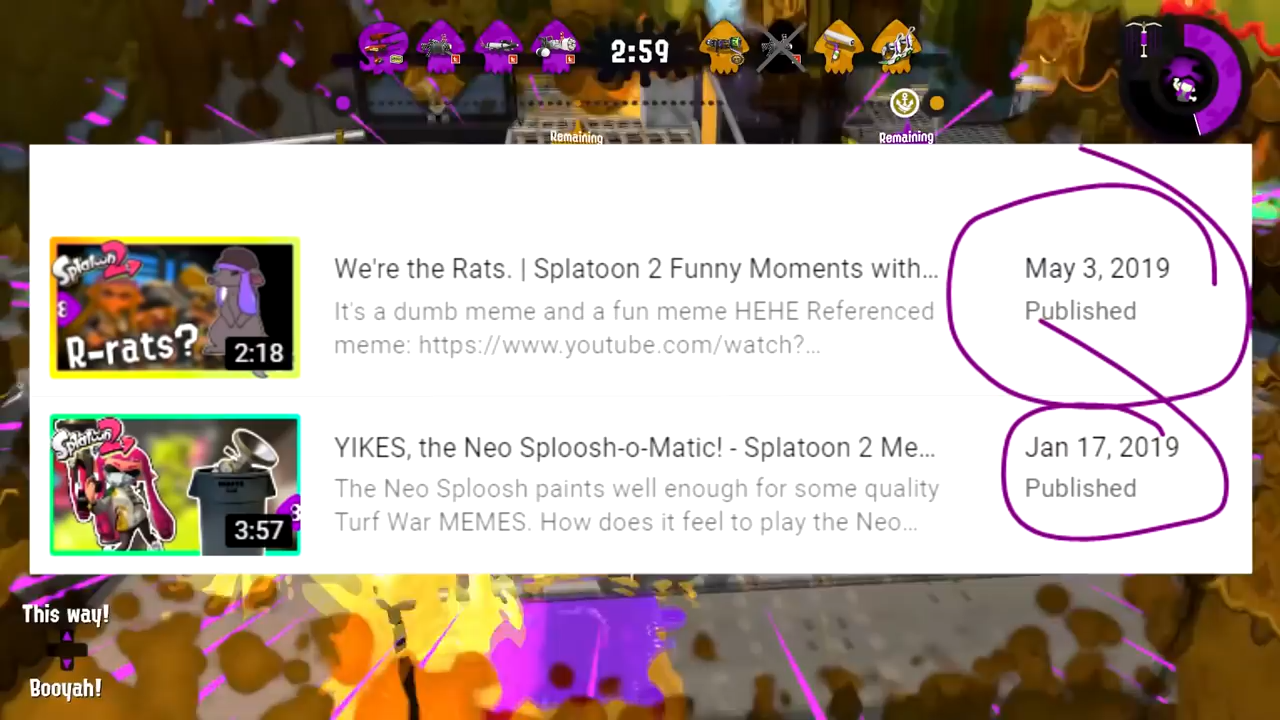 2:59
Remaining
Remaining
Splatoon 2
R-rats?
2:18
We're the Rats. | Splatoon 2 Funny Moments with...
It's a dumb meme and a fun meme HEHE Referenced
meme: https://www.youtube.com/watch?...
May 3, 2019
Published
Splatoon 2
3:57
YIKES, the Neo Sploosh-o-Matic! - Splatoon 2 Me...
The Neo Sploosh paints well enough for some quality
Turf War MEMES. How does it feel to play the Neo...
Jan 17, 2019
Published
This way!
Booyah!